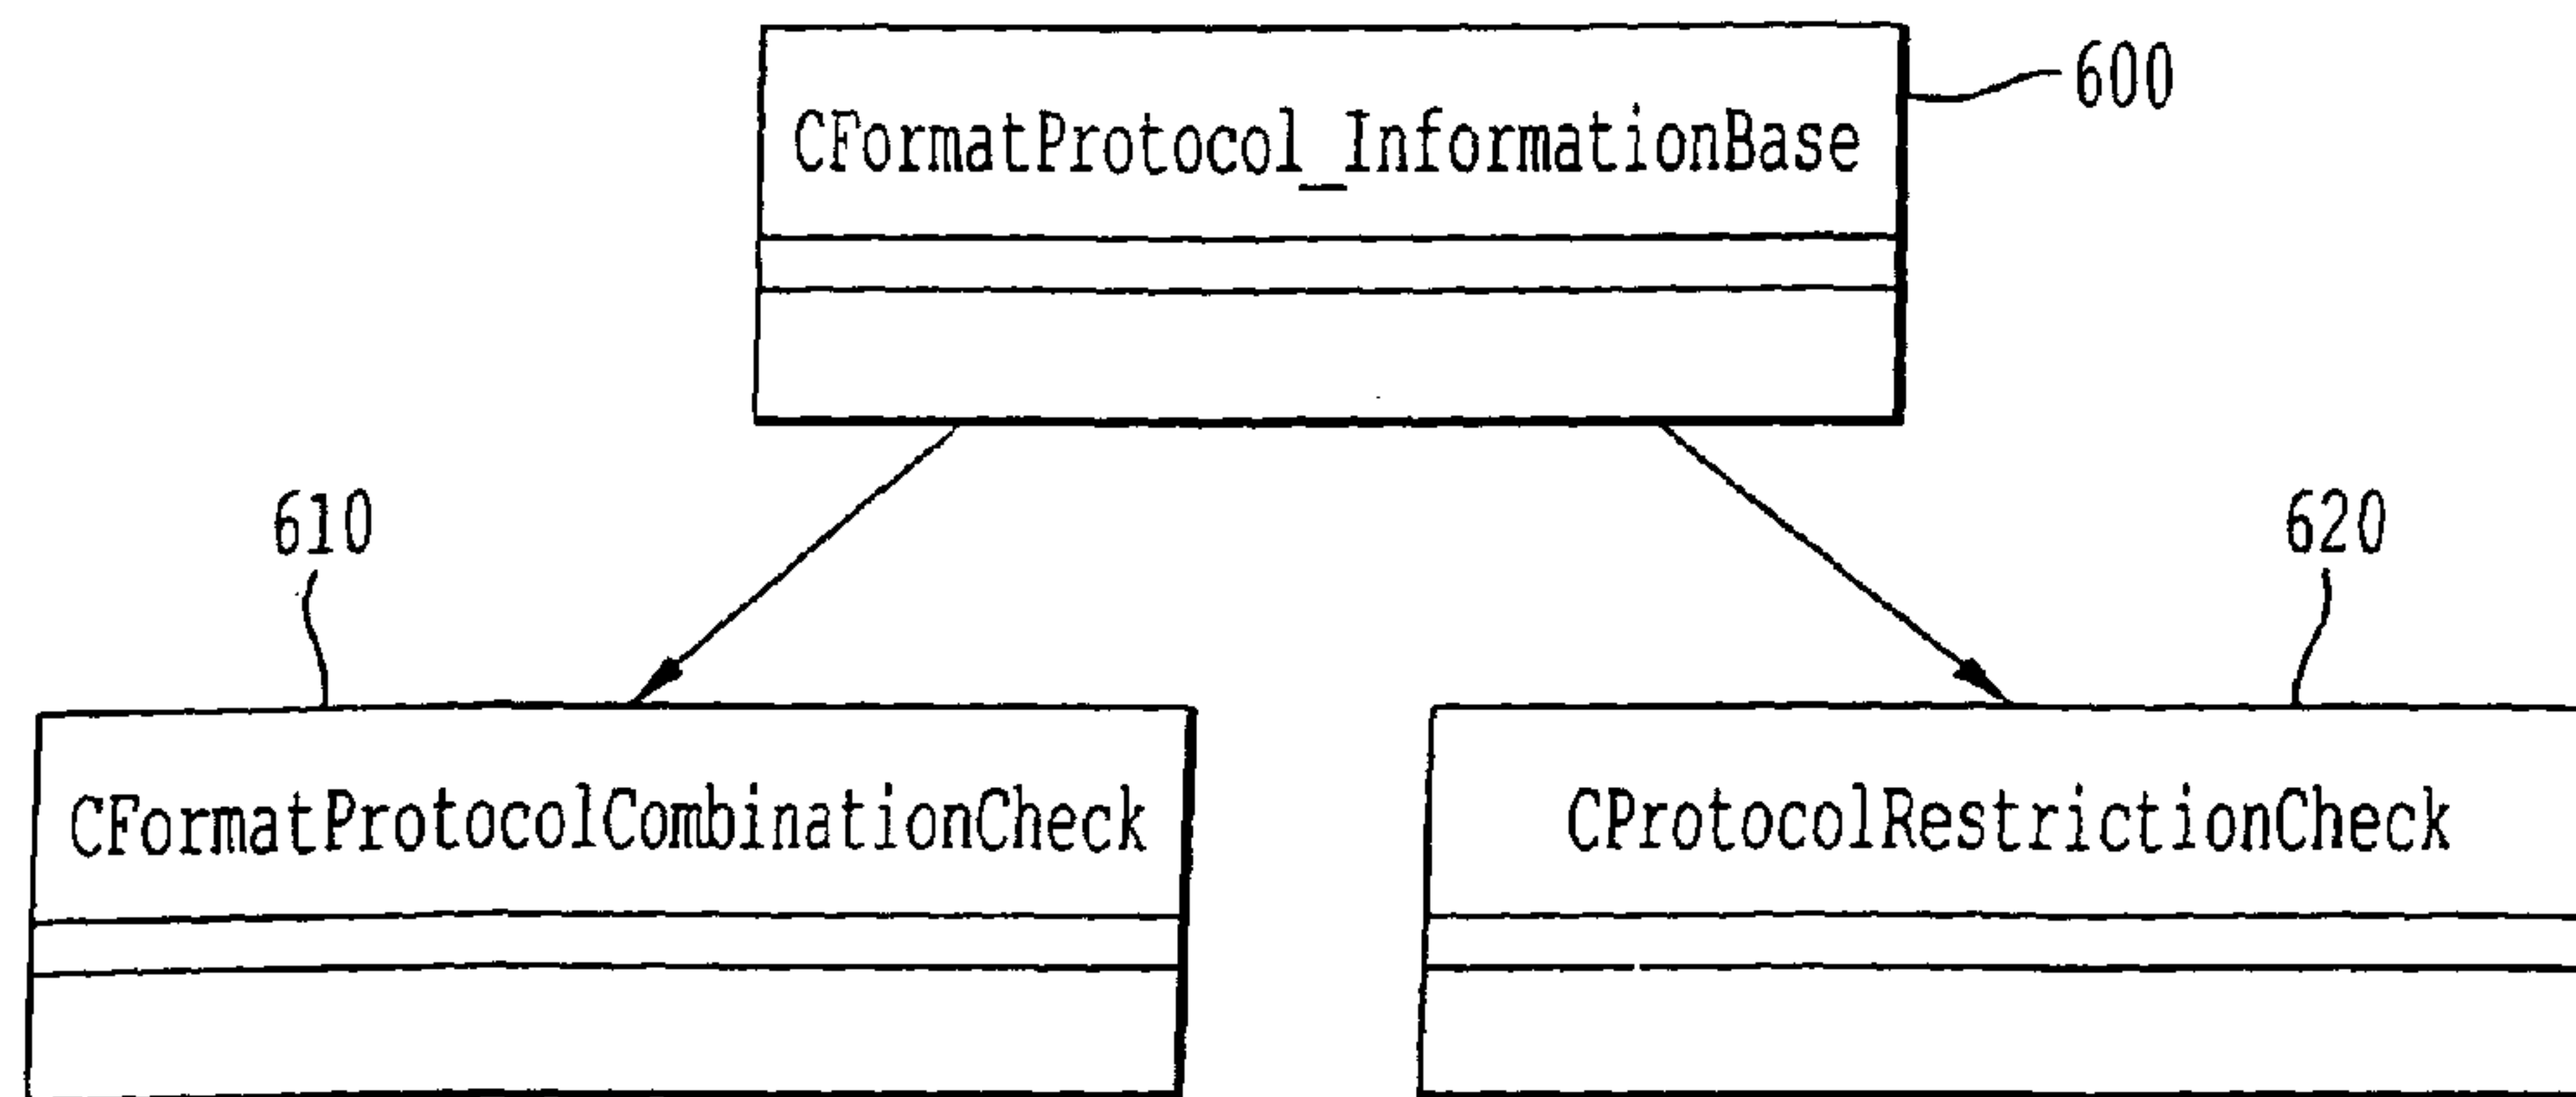 CFormatProtocol_InformationBase
600
610
620
CFormatProtocolCombinationCheck
CProtocolRestrictionCheck